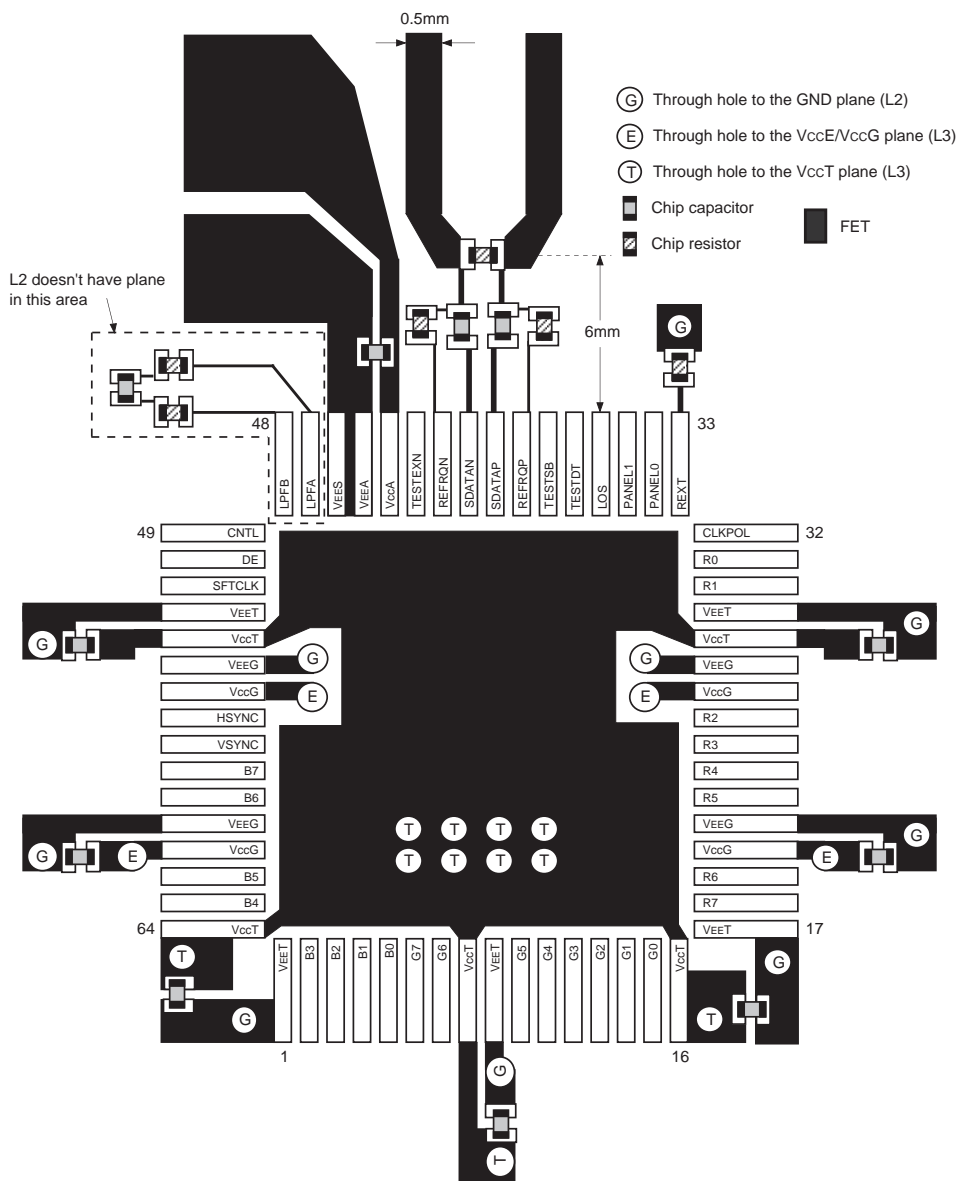 0.5mm
G Through hole to the GND plane (L2)
E Through hole to the VCCE/VCCG plane (L3)
T Through hole to the VCCT plane (L3)
Chip capacitor
Chip resistor
FET
L2 doesn't have plane
in this area
6mm
G
48
33
LPFB
LPFA
VEES
VEEA
VCCA
TESTEXN
REFRQN
SDATAN
SDATAP
REFRQP
TESTSB
TESTDT
LOS
PANEL1
PANEL0
REXT
49
CNTL
DE
SFTCLK
VEET
VCCT
VEEG
VCCG
HSYNC
VSYNC
B7
B6
VEEG
VCCG
B5
B4
VCCT
64
G
G
E
G
E
32
CLKPOL
R0
R1
VEET
VCCT
VEEG
VCCG
R2
R3
R4
R5
VEEG
VCCG
R6
R7
VEET
17
G
G
E
G
E
G
T T T T
T T T T
VEET
B3
B2
B1
B0
G7
G6
VCCT
VEET
G5
G4
G3
G2
G1
G0
VCCT
T
G
T
G
1
16
G
T